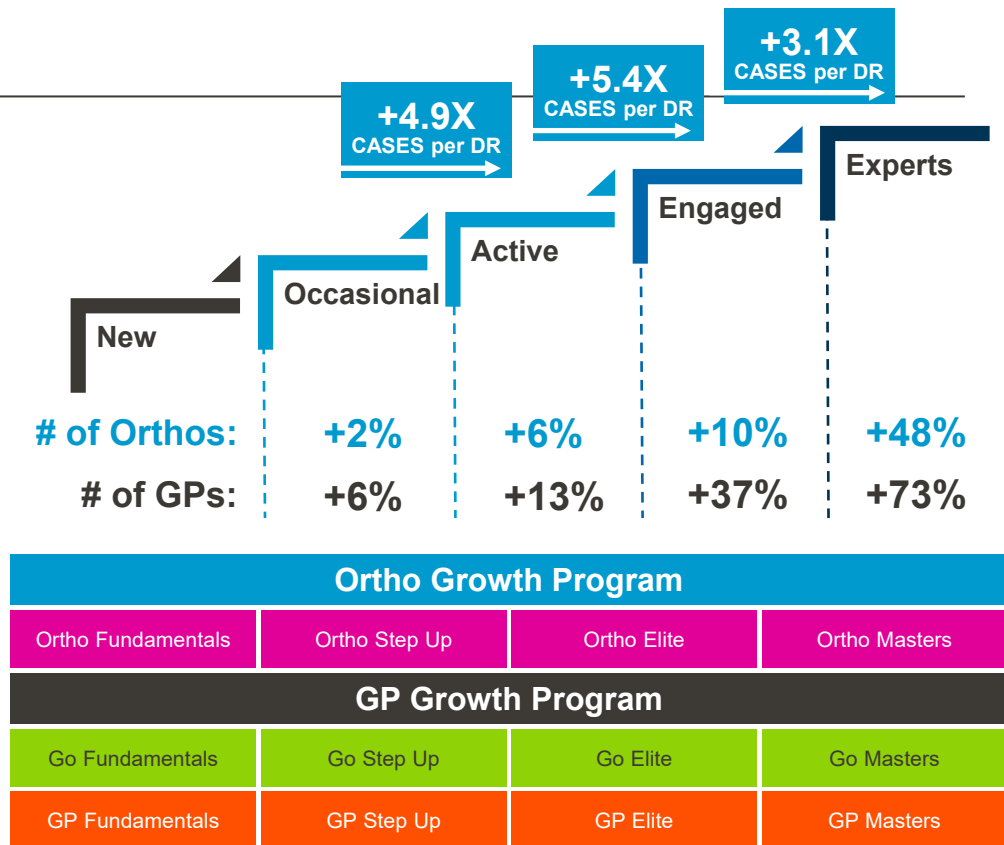 +3.1X
CASES per DR
+5.4X
CASES per DR
+4.9X
CASES per DR
Experts
Engaged
Active
Occasional
New
# of Orthos: +2% +6% +10% +48%
# of GPs: +6% +13% +37% +73%
Ortho Growth Program
Ortho Fundamentals Ortho Step Up Ortho Elite Ortho Masters
GP Growth Program
Go Fundamentals Go Step Up Go Elite Go Masters
GP Fundamentals GP Step Up GP Elite GP Masters